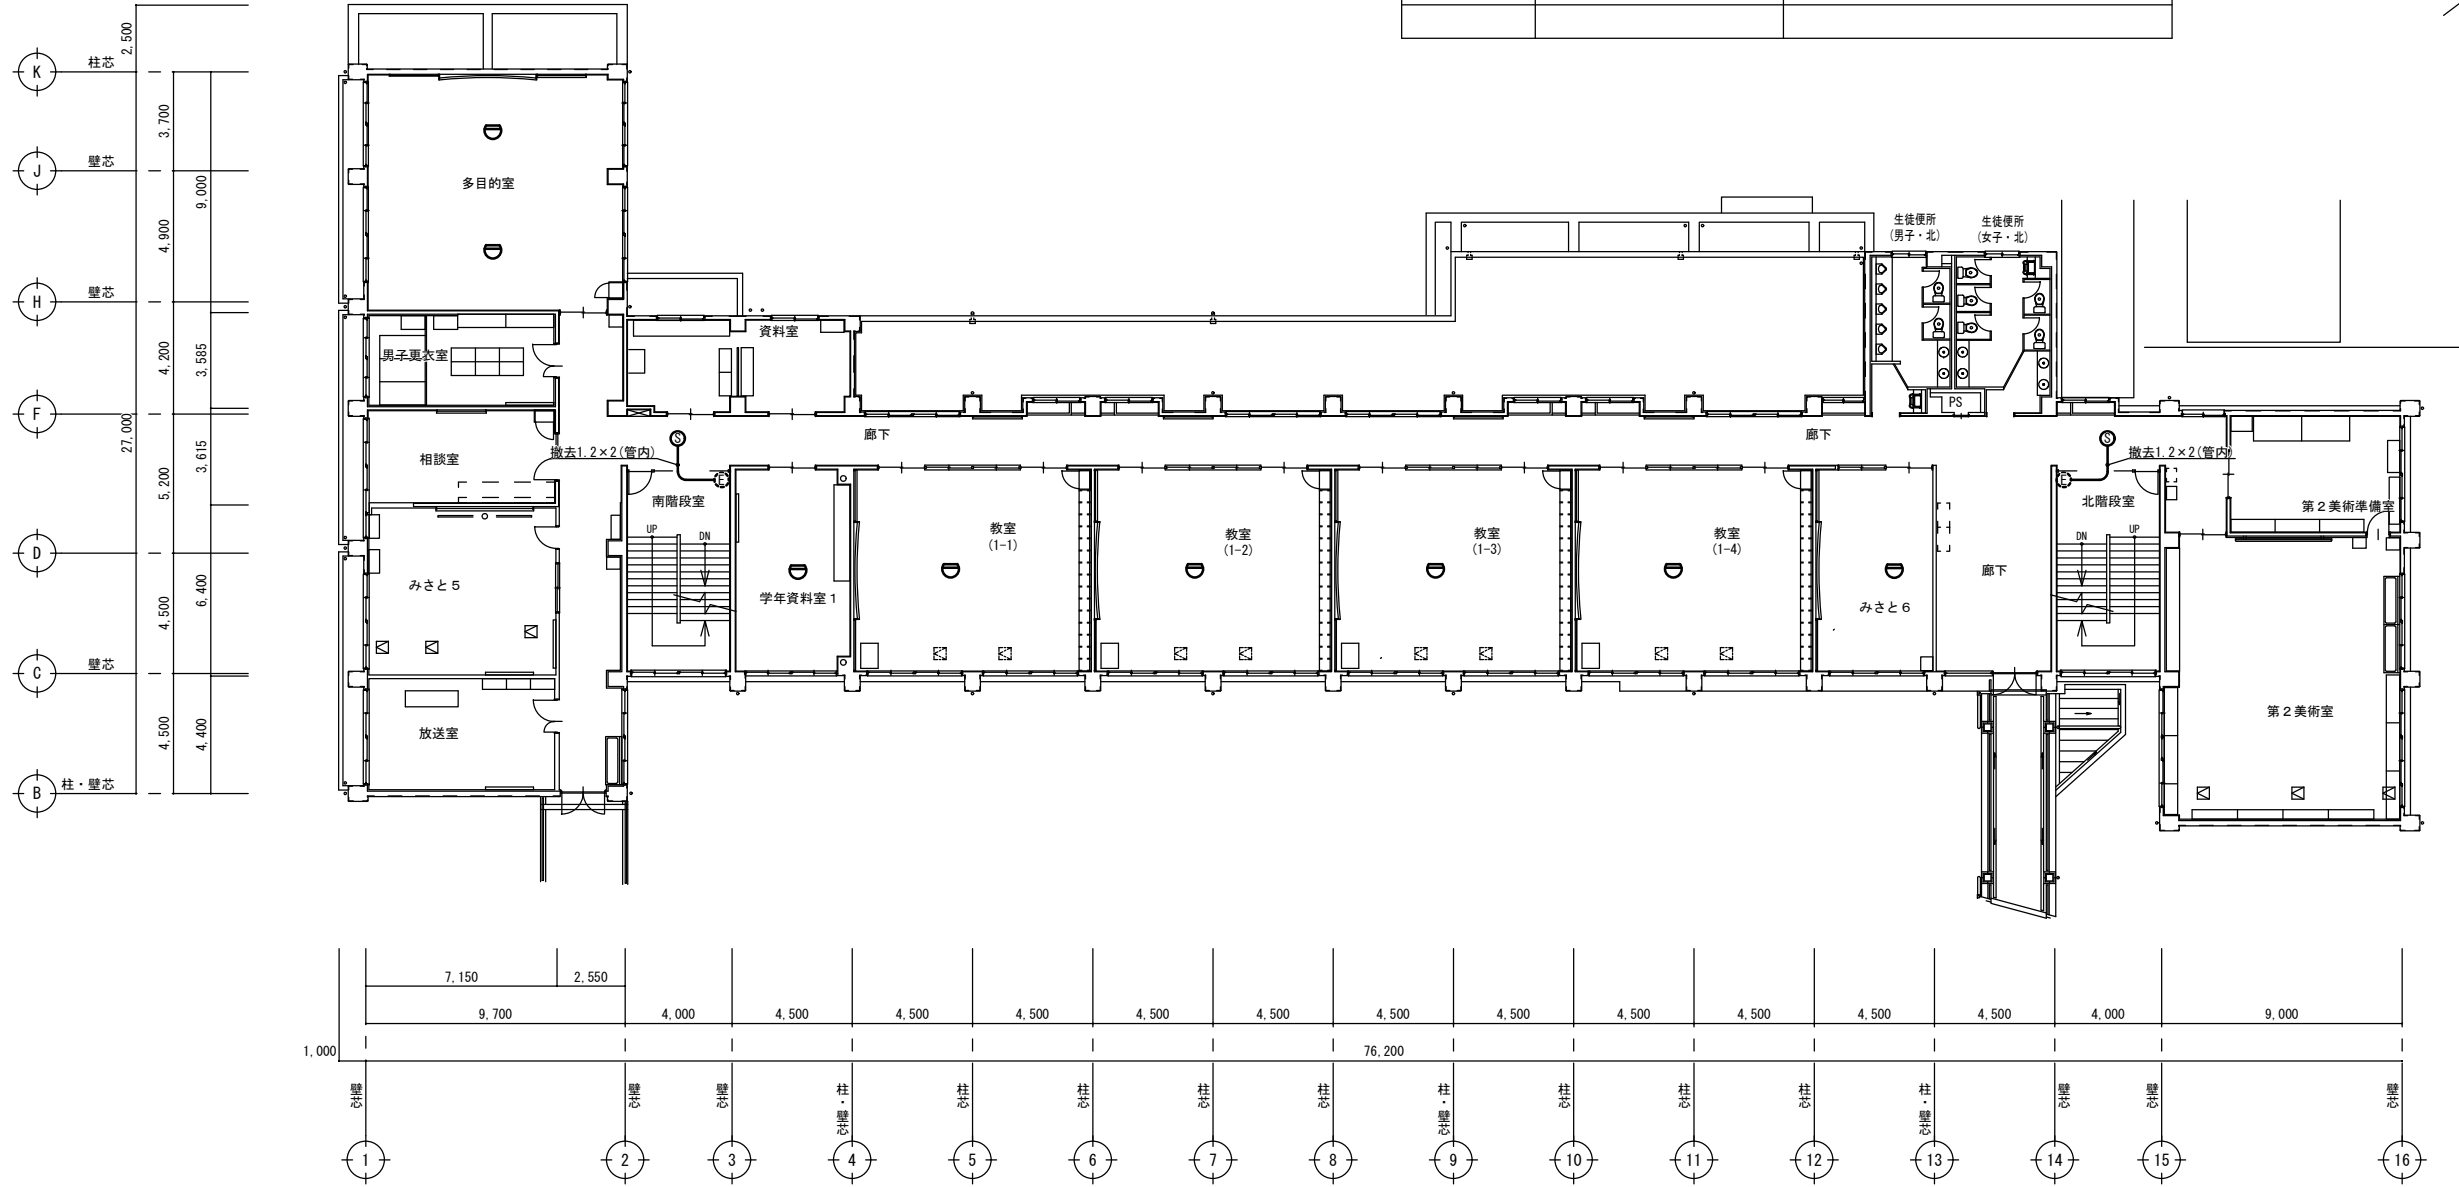 2,500
K
柱芯
J
壁芯
H
壁芯
F
D
C
壁芯
B
柱・壁芯
27,000
3,700
4,900
4,200
5,200
4,500
4,500
9,000
3,585
3,615
6,400
4,400
多目的室
男子更衣室
資料室
相談室
撤去1.2×2(管内)
S
E
廊下
廊下
生徒便所
(男子・北)
生徒便所
(女子・北)
PS
みさと5
放送室
南階段室
UP
DN
学年資料室1
教室
(1-1)
教室
(1-2)
教室
(1-3)
教室
(1-4)
みさと6
廊下
S
E
撤去1.2×2(管内)
北階段室
DN
UP
第2美術準備室
第2美術室
7,150
2,550
9,700
4,000
4,500
4,500
4,500
4,500
4,500
4,500
4,500
4,500
4,500
4,500
4,500
4,000
9,000
1,000
76,200
壁芯
壁芯
壁芯
柱・壁芯
柱芯
柱芯
柱芯
柱芯
柱・壁芯
柱芯
柱芯
柱芯
柱・壁芯
壁芯
壁芯
壁芯
1
2
3
4
5
6
7
8
9
10
11
12
13
14
15
16